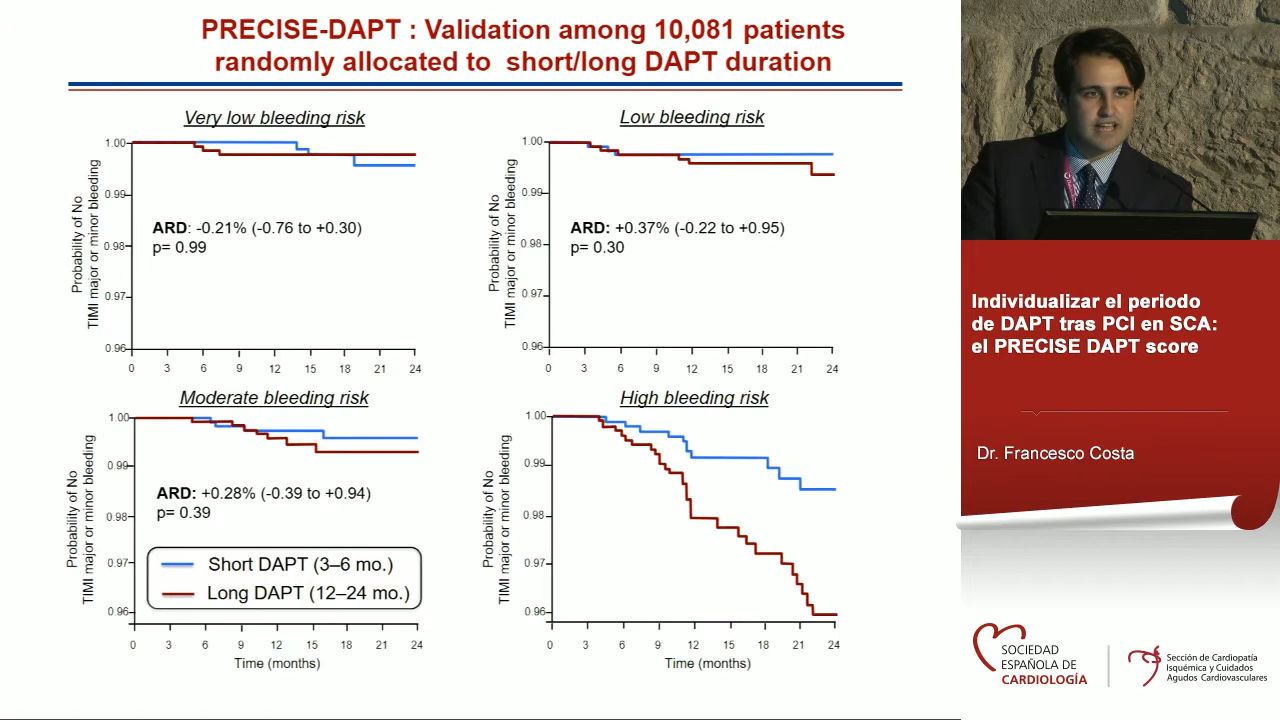 PRECISE-DAPT : Validation among 10,081 patients
randomly allocated to short/long DAPT duration
Very low bleeding risk
Probability of No
TIMI major or minor bleeding
1.00
0.99
0.98
0.97
0.96
ARD: -0.21% (-0.76 to +0.30)
p= 0.99
0 3 6 9 12 15 18 21 24
Low bleeding risk
Probability of No
TIMI major or minor bleeding
1.00
0.99
0.98
0.97
0.96
ARD: +0.37% (-0.22 to +0.95)
p= 0.30
0 3 6 9 12 15 18 21 24
Moderate bleeding risk
Probability of No
TIMI major or minor bleeding
1.00
0.99
0.98
0.97
0.96
ARD: +0.28% (-0.39 to +0.94)
p= 0.39
Short DAPT (3–6 mo.)
Long DAPT (12–24 mo.)
0 3 6 9 12 15 18 21 24
Time (months)
High bleeding risk
Probability of No
TIMI major or minor bleeding
1.00
0.99
0.98
0.97
0.96
0 3 6 9 12 15 18 21 24
Time (months)
Individualizar el periodo
de DAPT tras PCI en SCA:
el PRECISE DAPT score
Dr. Francesco Costa
SOCIEDAD
ESPAÑOLA DE
CARDIOLOGÍA
Sección de Cardiopatía
Isquémica y Cuidados
Agudos Cardiovasculares